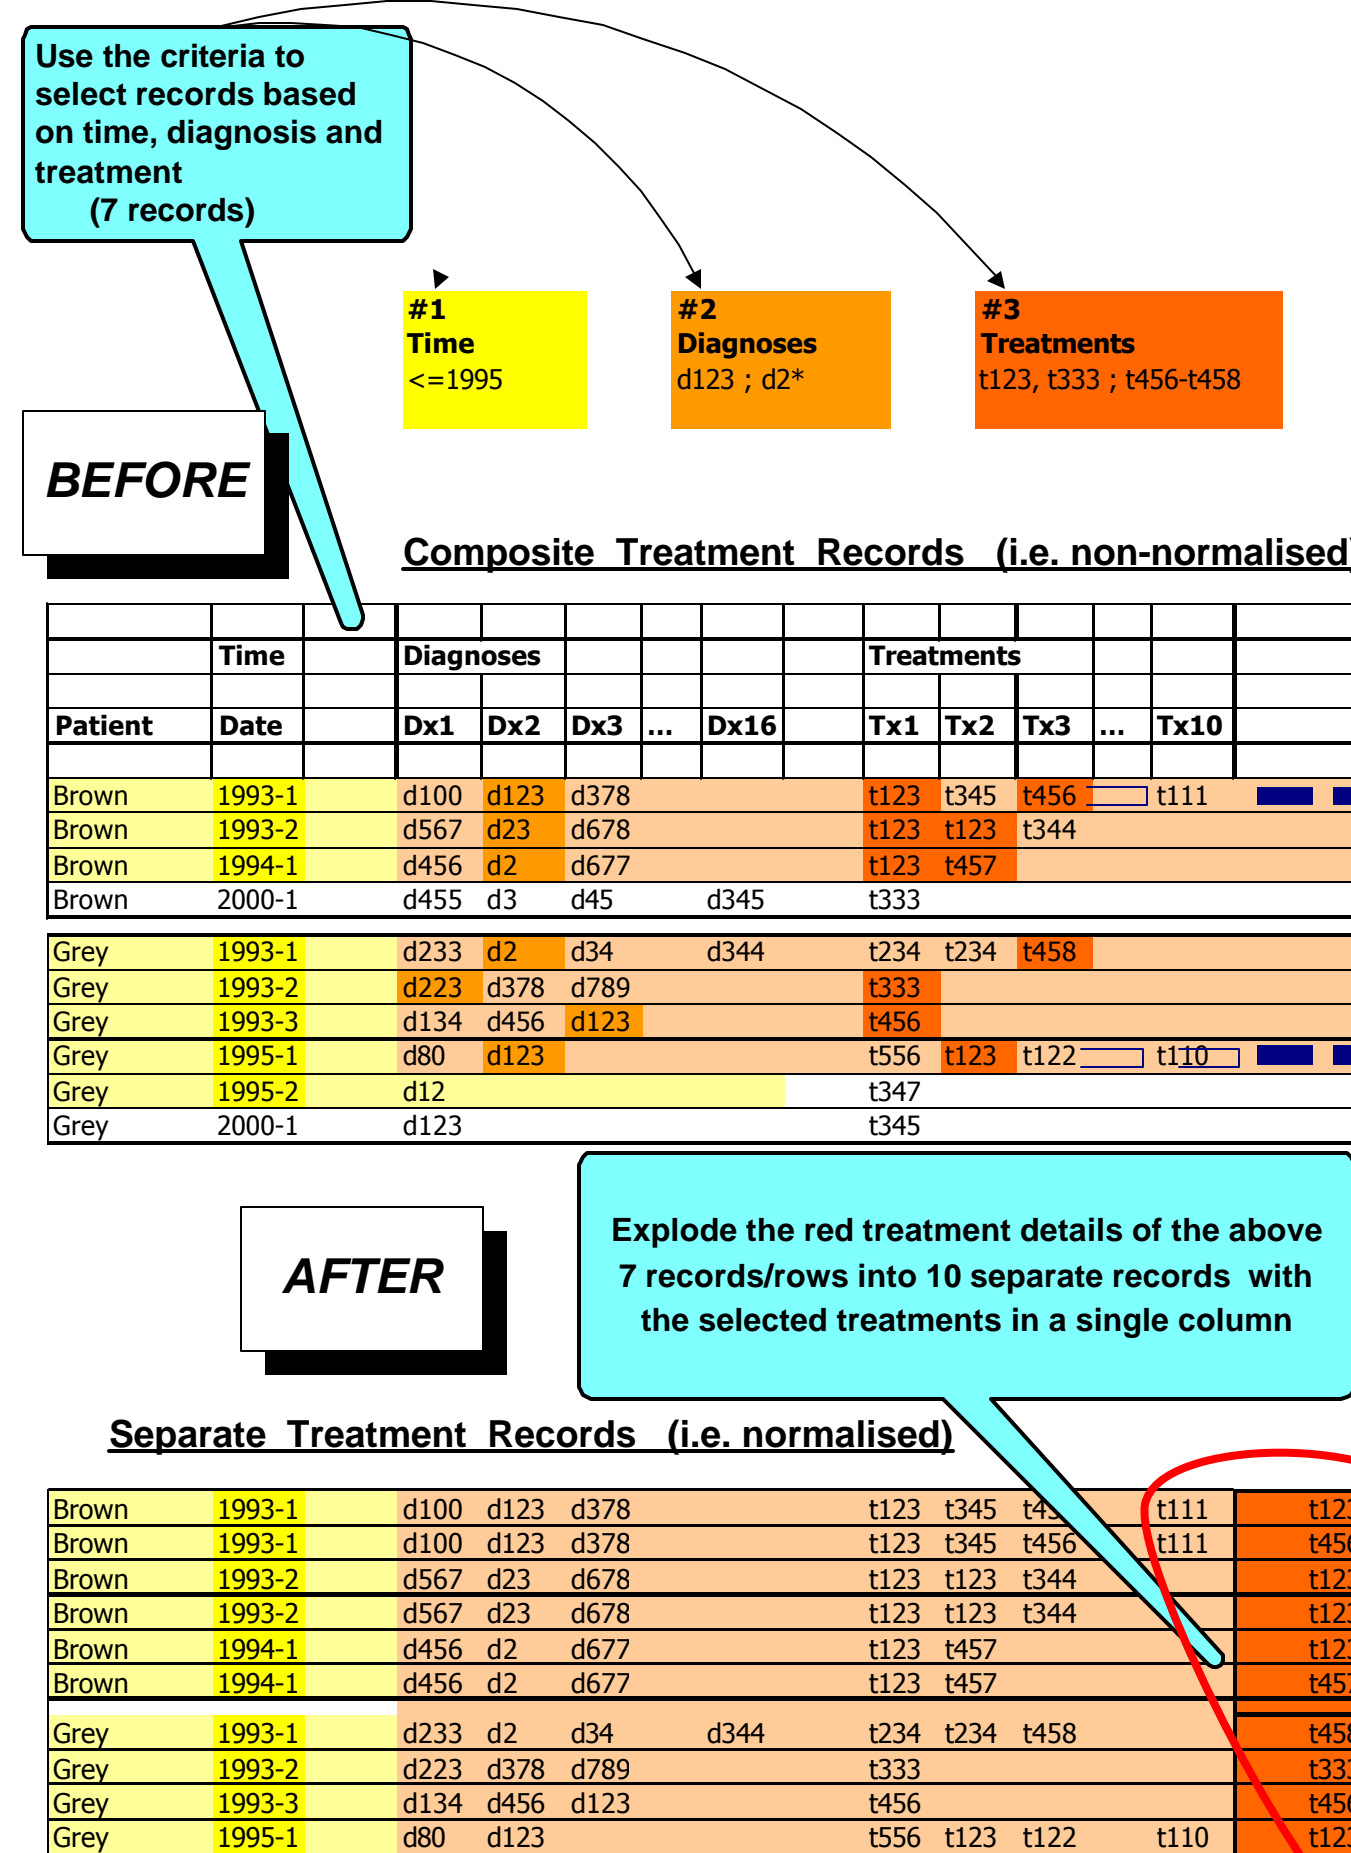 Use the criteria to
select records based
on time, diagnosis and
treatment
(7 records)
#1
Time
<=1995
#2
Diagnoses
d123 ; d2*
#3
Treatments
t123, t333 ; t456-t458
BEFORE
Composite Treatment Records (i.e. non-normalised)
Time Diagnoses Treatments
Patient Date Dx1 Dx2 Dx3 ... Dx16 Tx1 Tx2 Tx3 ... Tx10
Brown 1993-1 d100 d123 d378 t123 t345 t456 t111
Brown 1993-2 d567 d23 d678 t123 t123 t344
Brown 1994-1 d456 d2 d677 t123 t457
Brown 2000-1 d455 d3 d45 d345 t333
Grey 1993-1 d233 d2 d34 d344 t234 t234 t458
Grey 1993-2 d223 d378 d789 t333
Grey 1993-3 d134 d456 d123 t456
Grey 1995-1 d80 d123 t556 t123 t122 t110
Grey 1995-2 d12 t347
Grey 2000-1 d123 t345
AFTER
Explode the red treatment details of the above
7 records/rows into 10 separate records with
the selected treatments in a single column
Separate Treatment Records (i.e. normalised)
Brown 1993-1 d100 d123 d378 t123 t345 t111 t123
Brown 1993-1 d100 d123 d378 t123 t345 t456 t111 t456
Brown 1993-2 d567 d23 d678 t123 t123 t344 t123
Brown 1993-2 d567 d23 d678 t123 t123 t344 t123
Brown 1994-1 d456 d2 d677 t123 t457 t123
Brown 1994-1 d456 d2 d677 t123 t457 t457
Grey 1993-1 d233 d2 d34 d344 t234 t234 t458 t458
Grey 1993-2 d223 d378 d789 t333 t333
Grey 1993-3 d134 d456 d123 t456 t456
Grey 1995-1 d80 d123 t556 t123 t122 t110 t123